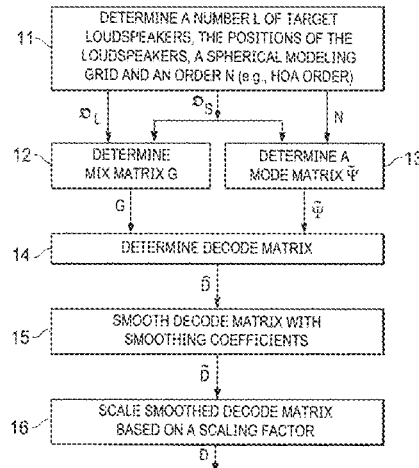 DETERMINE A NUMBER L OF TARGET
LOUDSPEAKERS, THE POSITIONS OF THE
LOUDSPEAKERS, A SPHERICAL MODELING
GRID AND AN ORDER N (e.g., HOA ORDER)
11
𝔇L
𝔇S
N
12
DETERMINE
MIX MATRIX G
DETERMINE A
MODE MATRIX Ψ̃
13
G
Ψ̃
14
DETERMINE DECODE MATRIX
D̂
15
SMOOTH DECODE MATRIX WITH
SMOOTHING COEFFICIENTS
D̃
16
SCALE SMOOTHED DECODE MATRIX
BASED ON A SCALING FACTOR
D